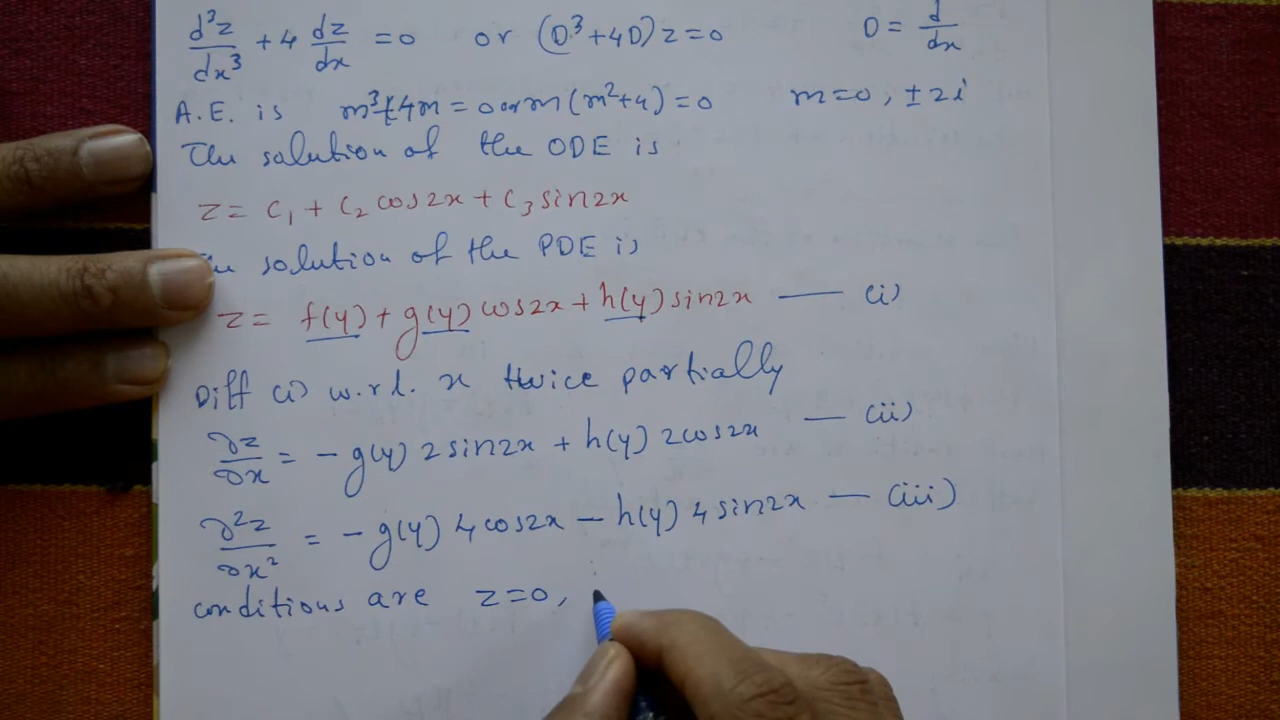 d³z/dx³ + 4 dz/dx = 0 or (D³+4D) z = 0 D = d/dx
A.E. is m³+4m = 0 or m(m²+4) = 0 m=0, ±2i
The solution of the ODE is
z = C₁ + C₂ cos2x + C₃ sin2x
solution of the PDE is
z = f(y) + g(y) cos2x + h(y) sin2x — (i)
Diff (i) w.r.t. x twice partially
∂z/∂x = - g(y) 2 sin2x + h(y) 2cos2x — (ii)
∂²z/∂x² = - g(y) 4 cos2x - h(y) 4 sin2x — (iii)
conditions are z=0,